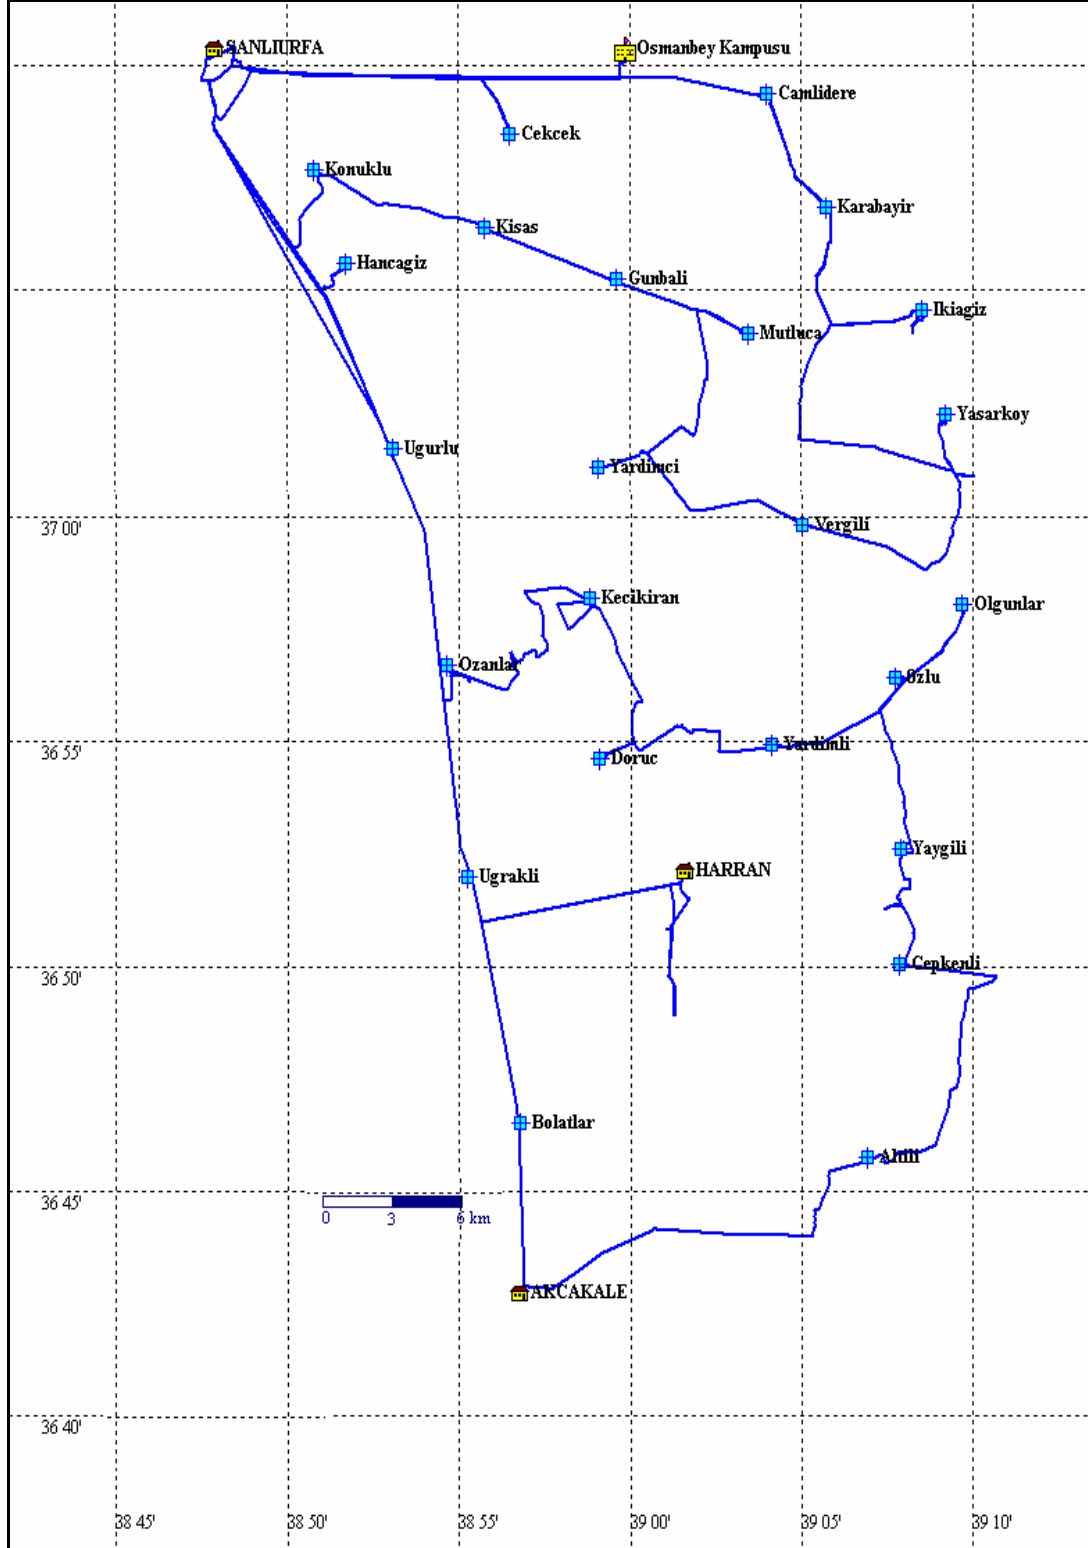 SANLIURFA
Osmanbey Kampusu
Camlidere
Cekcek
Konuklu
Karabayir
Kisas
Hancagiz
Gunbali
Ikiagiz
Mutluca
Yasarkoy
Ugurlu
Yardimci
37 00'
Vergili
Kecikiran
Olgunlar
Ozanlar
Ozlu
36 55'
Yardimli
Doruc
Yaygili
HARRAN
Ugrakli
36 50'
Cepkenli
Bolatlar
Altili
36 45'
0 3 6 km
AKCAKALE
36 40'
38 45' 38 50' 38 55' 39 00' 39 05' 39 10'